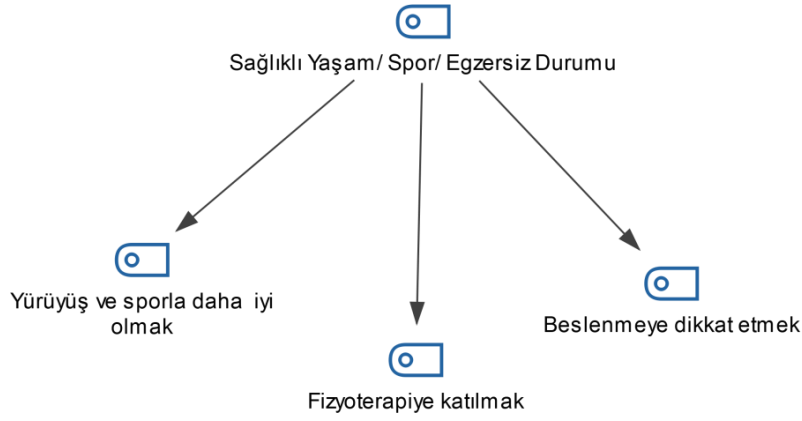 Sağlıklı Yaşam/ Spor/ Egzersiz Durumu
Yürüyüş ve sporla daha iyi
olmak
Beslenmeye dikkat etmek
Fizyoterapiye katılmak